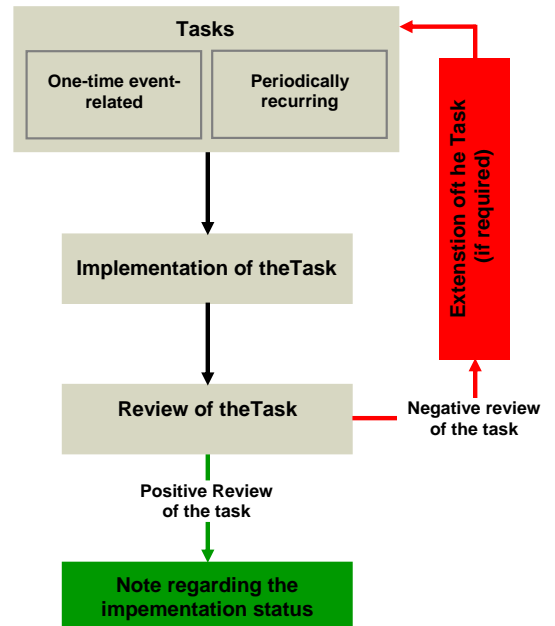 Tasks
One-time event-
related
Periodically
recurring
Implementation of theTask
Review of theTask
Negative review
of the task
Extenstion oft he Task
(if required)
Positive Review
of the task
Note regarding the
impementation status